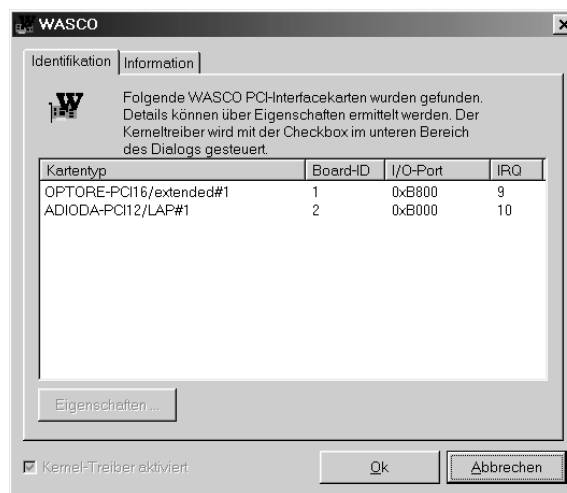 WASCO
Identifikation Information
W
Folgende WASCO PCI-Interfacekarten wurden gefunden.
Details können über Eigenschaften ermittelt werden. Der
Kerneltreiber wird mit der Checkbox im unteren Bereich
des Dialogs gesteuert.
Kartentyp Board-ID I/O-Port IRQ
OPTORE-PCI16/extended#1 1 0xB800 9
ADIODA-PCI12/LAP#1 2 0xB000 10
Eigenschaften ...
Kernel-Treiber aktiviert Ok Abbrechen